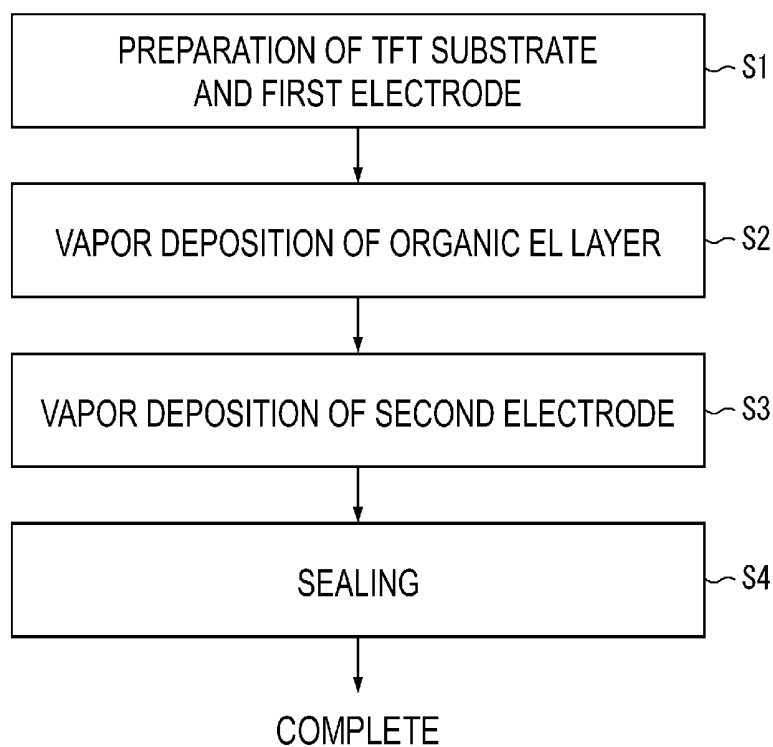 PREPARATION OF TFT SUBSTRATE
AND FIRST ELECTRODE
S1
VAPOR DEPOSITION OF ORGANIC EL LAYER
S2
VAPOR DEPOSITION OF SECOND ELECTRODE
S3
SEALING
S4
COMPLETE